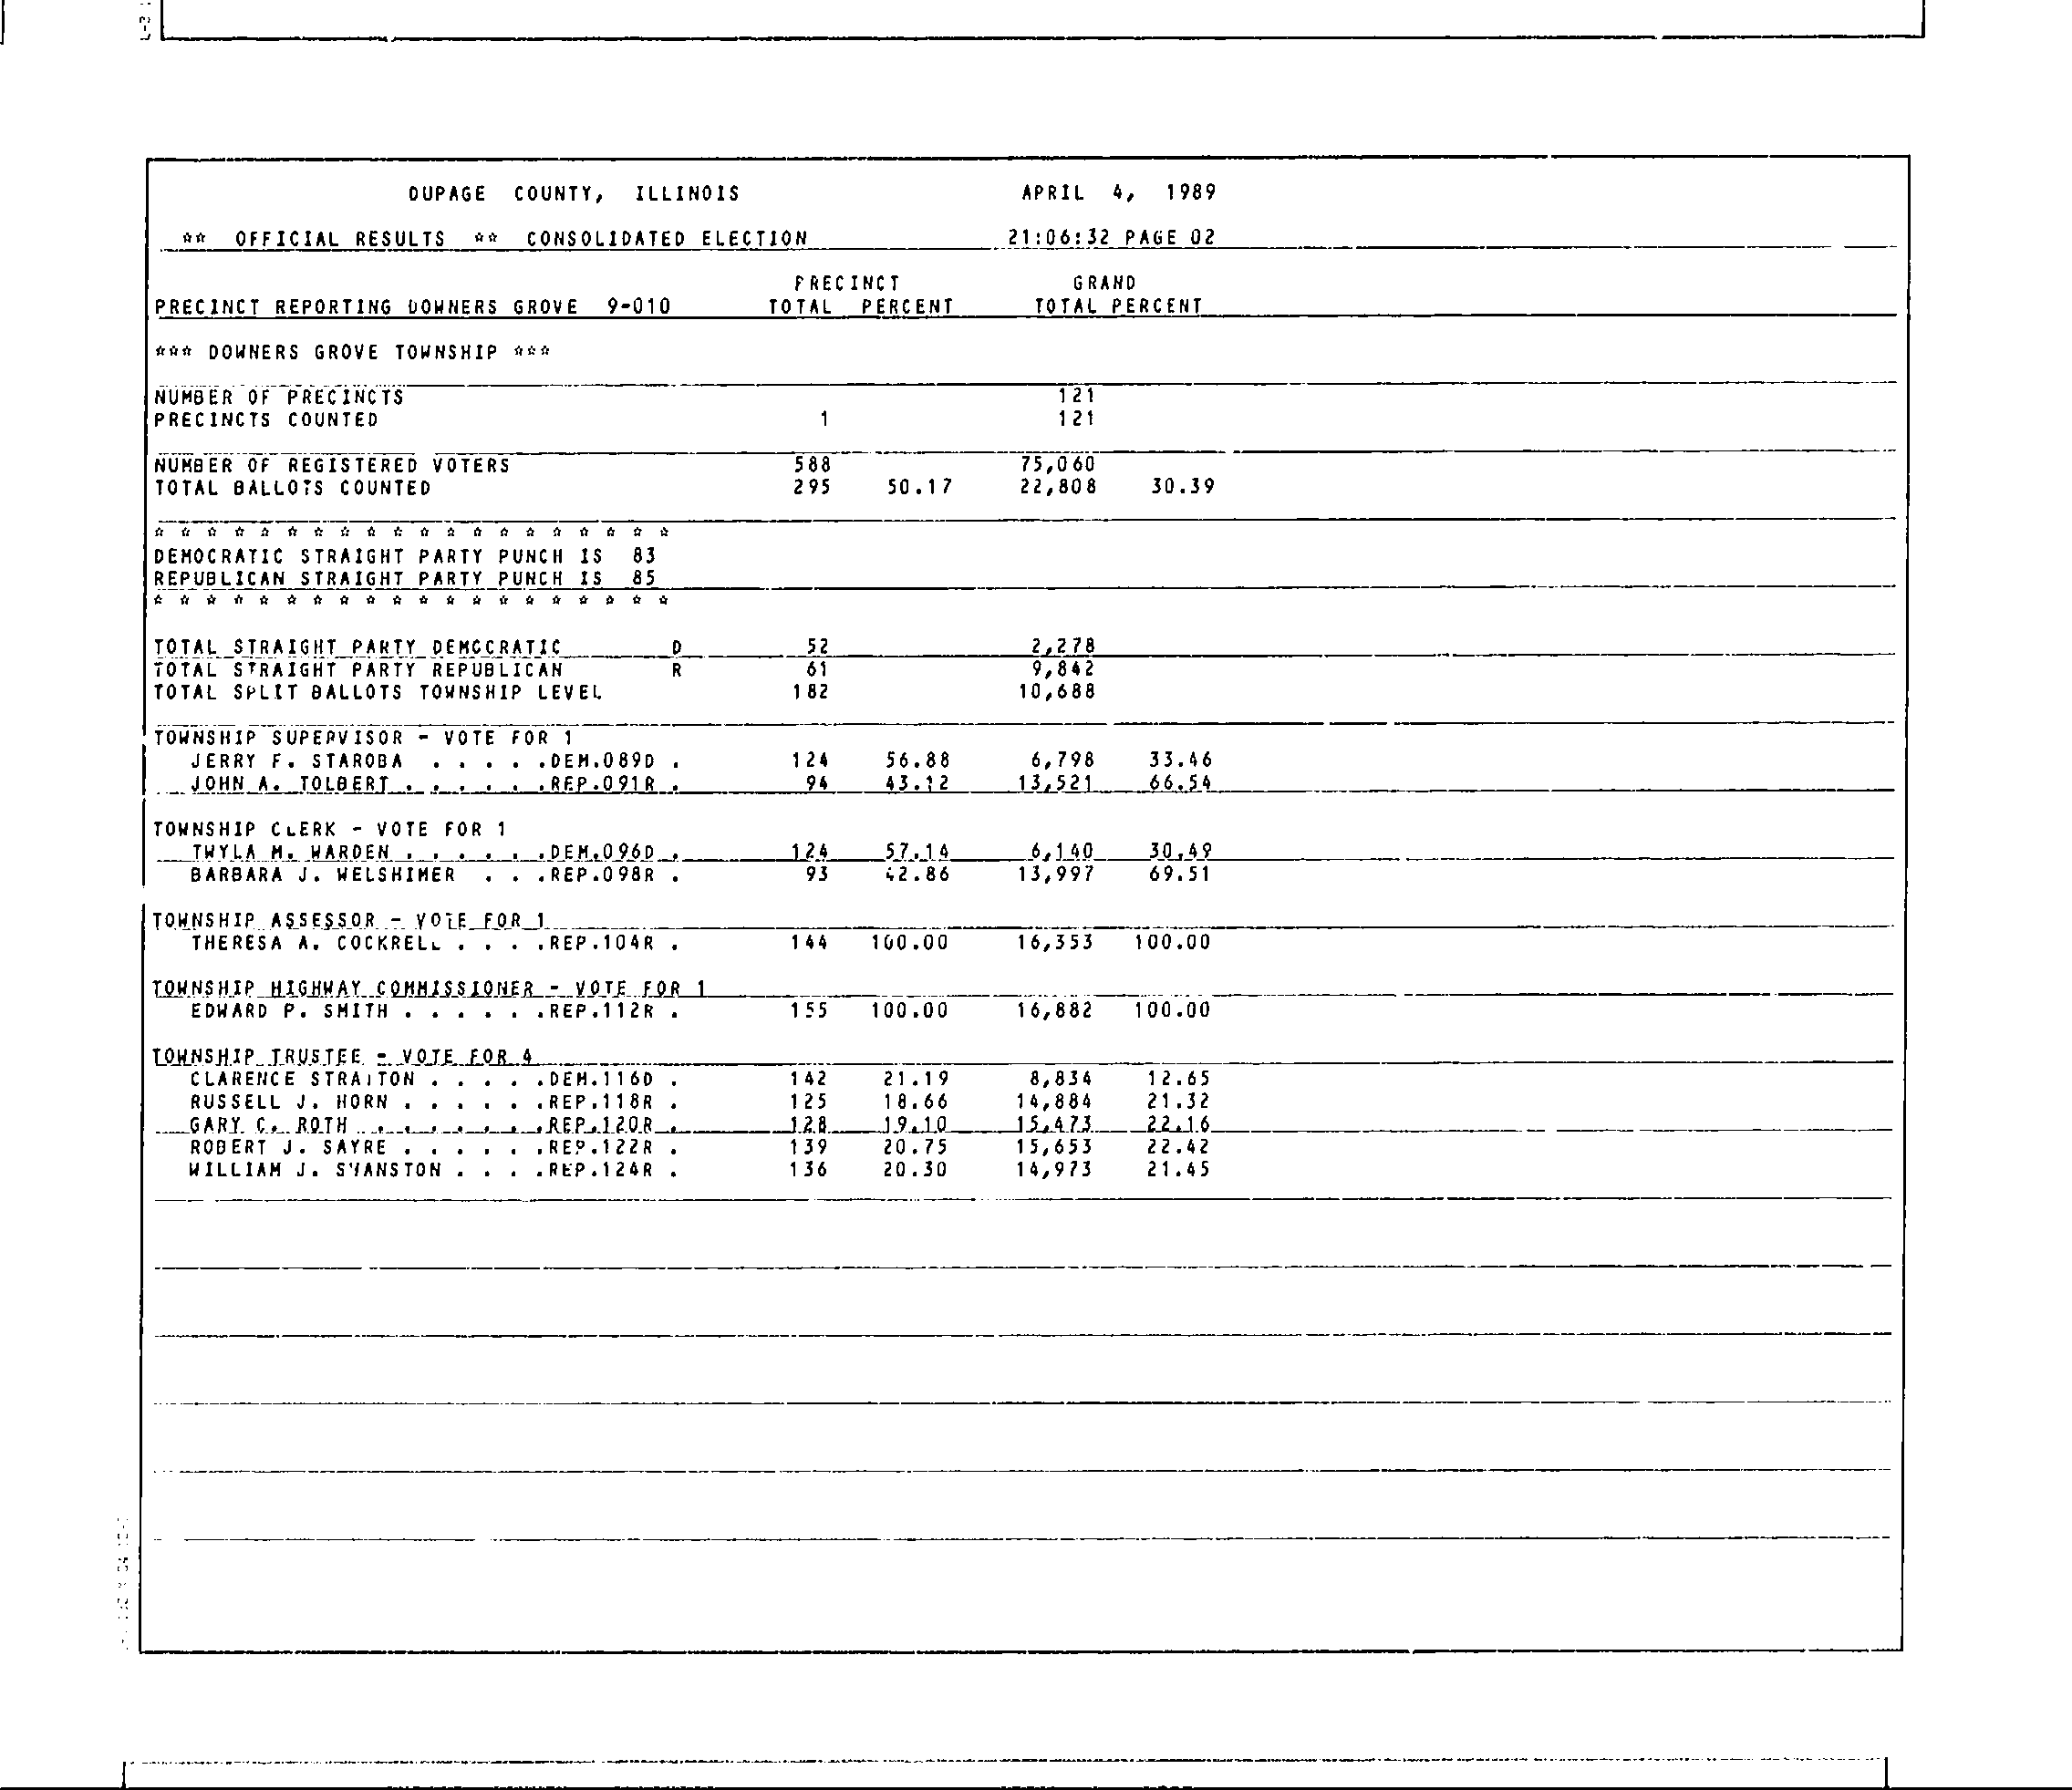 DUPAGE COUNTY, ILLINOIS APRIL 4, 1989
** OFFICIAL RESULTS ** CONSOLIDATED ELECTION 21:06:32 PAGE 02
PRECINCT GRAND
PRECINCT REPORTING DOWNERS GROVE 9-010 TOTAL PERCENT TOTAL PERCENT
*** DOWNERS GROVE TOWNSHIP ***
NUMBER OF PRECINCTS 121
PRECINCTS COUNTED 1 121
NUMBER OF REGISTERED VOTERS 588 75,060
TOTAL BALLOTS COUNTED 295 50.17 22,808 30.39
* * * * * * * * * * * * * * * * * * * *
DEMOCRATIC STRAIGHT PARTY PUNCH IS 83
REPUBLICAN STRAIGHT PARTY PUNCH IS 85
* * * * * * * * * * * * * * * * * * * *
TOTAL STRAIGHT PARTY DEMOCRATIC D 52 2,278
TOTAL STRAIGHT PARTY REPUBLICAN R 61 9,842
TOTAL SPLIT BALLOTS TOWNSHIP LEVEL 182 10,688
TOWNSHIP SUPERVISOR - VOTE FOR 1
JERRY F. STAROBA . . . . .DEM.089D . 124 56.88 6,798 33.46
JOHN A. TOLBERT . . . . . .REP.091R . 94 43.12 13,521 66.54
TOWNSHIP CLERK - VOTE FOR 1
TWYLA M. WARDEN . . . . . .DEM.096D . 124 57.14 6,140 30.49
BARBARA J. WELSHIMER . . .REP.098R . 93 42.86 13,997 69.51
TOWNSHIP ASSESSOR - VOTE FOR 1
THERESA A. COCKRELL . . . .REP.104R . 144 100.00 16,353 100.00
TOWNSHIP HIGHWAY COMMISSIONER - VOTE FOR 1
EDWARD P. SMITH . . . . . .REP.112R . 155 100.00 16,882 100.00
TOWNSHIP TRUSTEE - VOTE FOR 4
CLARENCE STRAITON . . . . .DEM.116D . 142 21.19 8,834 12.65
RUSSELL J. HORN . . . . . .REP.118R . 125 18.66 14,884 21.32
GARY C. ROTH . . . . . . .REP.120R . 128 19.10 15,473 22.16
ROBERT J. SAYRE . . . . . .REP.122R . 139 20.75 15,653 22.42
WILLIAM J. SWANSTON . . . .REP.124R . 136 20.30 14,973 21.45